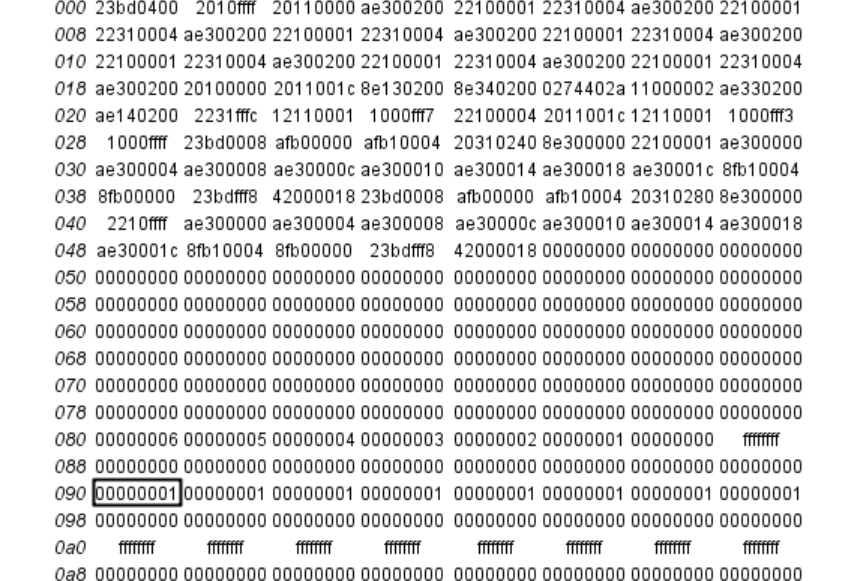 000 23bd0400 2010ffff 20110000 ae300200 22100001 22310004 ae300200 22100001
008 22310004 ae300200 22100001 22310004 ae300200 22100001 22310004 ae300200
010 22100001 22310004 ae300200 22100001 22310004 ae300200 22100001 22310004
018 ae300200 20100000 2011001c 8e130200 8e340200 0274402a 11000002 ae330200
020 ae140200 2231fffc 12110001 1000fff7 22100004 2011001c 12110001 1000fff3
028 1000ffff 23bd0008 afb00000 afb10004 20310240 8e300000 22100001 ae300000
030 ae300004 ae300008 ae30000c ae300010 ae300014 ae300018 ae30001c 8fb10004
038 8fb00000 23bdfff8 42000018 23bd0008 afb00000 afb10004 20310280 8e300000
040 2210ffff ae300000 ae300004 ae300008 ae30000c ae300010 ae300014 ae300018
048 ae30001c 8fb10004 8fb00000 23bdfff8 42000018 00000000 00000000 00000000
050 00000000 00000000 00000000 00000000 00000000 00000000 00000000 00000000
058 00000000 00000000 00000000 00000000 00000000 00000000 00000000 00000000
060 00000000 00000000 00000000 00000000 00000000 00000000 00000000 00000000
068 00000000 00000000 00000000 00000000 00000000 00000000 00000000 00000000
070 00000000 00000000 00000000 00000000 00000000 00000000 00000000 00000000
078 00000000 00000000 00000000 00000000 00000000 00000000 00000000 00000000
080 00000006 00000005 00000004 00000003 00000002 00000001 00000000 ffffffff
088 00000000 00000000 00000000 00000000 00000000 00000000 00000000 00000000
090 00000001 00000001 00000001 00000001 00000001 00000001 00000001 00000001
098 00000000 00000000 00000000 00000000 00000000 00000000 00000000 00000000
0a0 ffffffff ffffffff ffffffff ffffffff ffffffff ffffffff ffffffff ffffffff
0a8 00000000 00000000 00000000 00000000 00000000 00000000 00000000 00000000